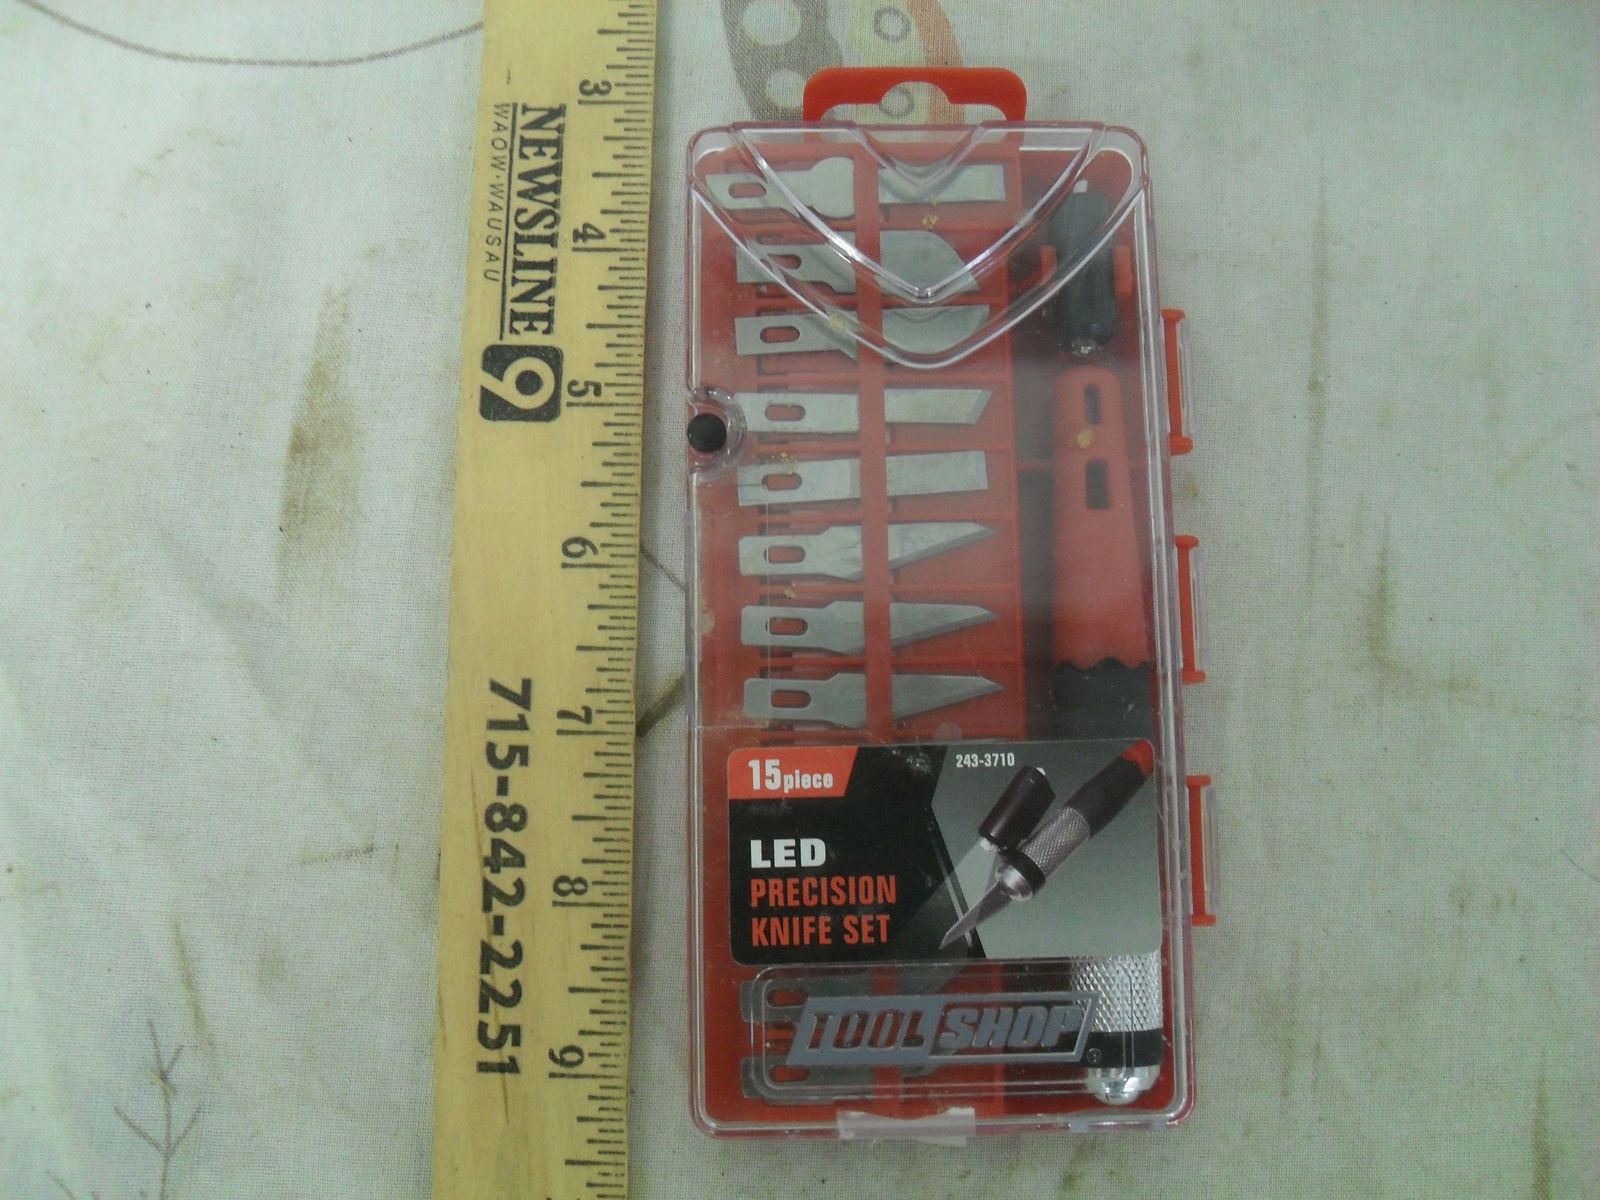 NEWSLINE 9
WAOW·WAUSAU
715-842-2251
3
4
5
6
7
8
9
15 piece
243-3710
LED
PRECISION
KNIFE SET
TOOL SHOP®